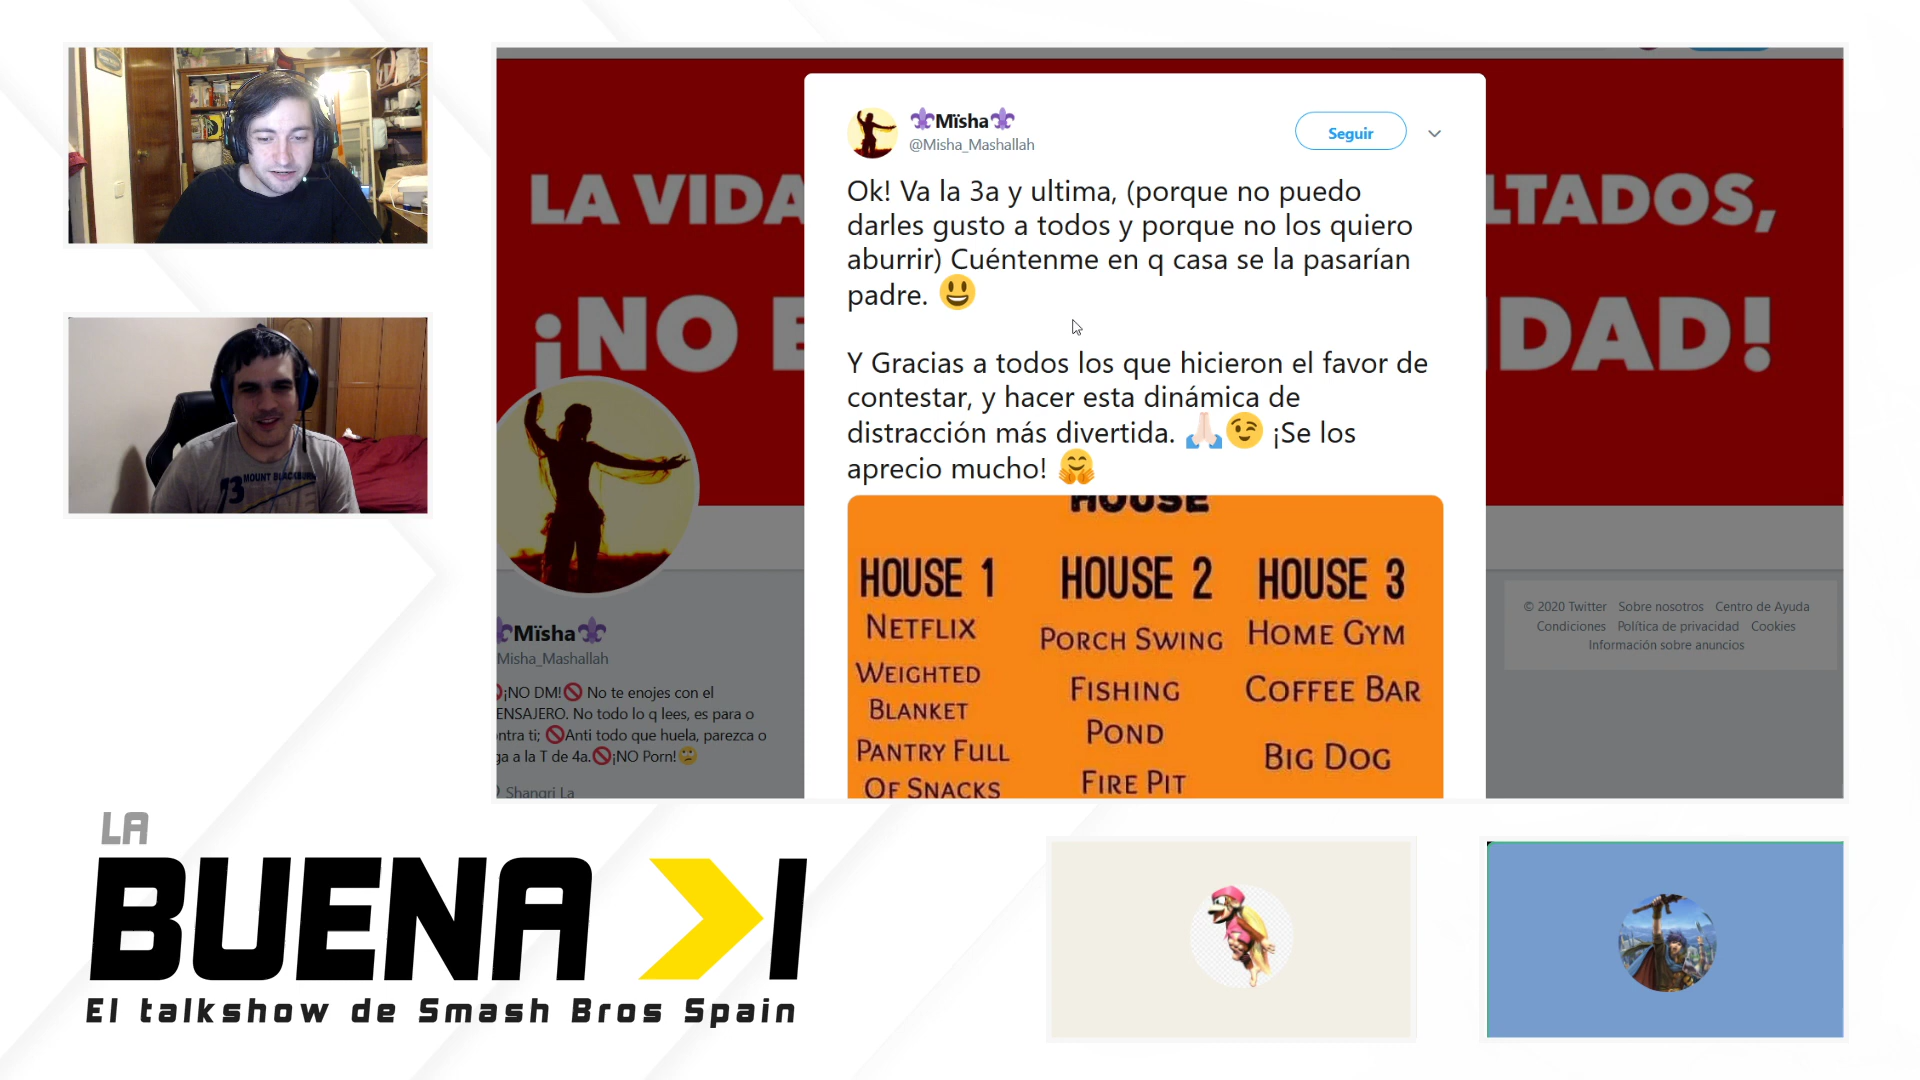 LA VIDA
LTADOS,
¡NO E
DAD!
⚜Mïsha⚜
@Misha_Mashallah
Seguir
Ok! Va la 3a y ultima, (porque no puedo
darles gusto a todos y porque no los quiero
aburrir) Cuéntenme en q casa se la pasarían
padre. 😃
Y Gracias a todos los que hicieron el favor de
contestar, y hacer esta dinámica de
distracción más divertida. 🙏🏻😉 ¡Se los
aprecio mucho! 🤗
HOUSE
HOUSE 1
NETFLIX
WEIGHTED
BLANKET
PANTRY FULL
OF SNACKS
HOUSE 2
PORCH SWING
FISHING
POND
FIRE PIT
HOUSE 3
HOME GYM
COFFEE BAR
BIG DOG
⚜Mïsha⚜
Misha_Mashallah
🚫¡NO DM!🚫 No te enojes con el
ENSAJERO. No todo lo q lees, es para o
ntra ti; 🚫Anti todo que huela, parezca o
ga a la T de 4a.🚫¡NO Porn!🙄
Shangri La
© 2020 Twitter Sobre nosotros Centro de Ayuda
Condiciones Política de privacidad Cookies
Información sobre anuncios
73 MOUNT BLACKBURN
LA
BUENA >I
El talkshow de Smash Bros Spain